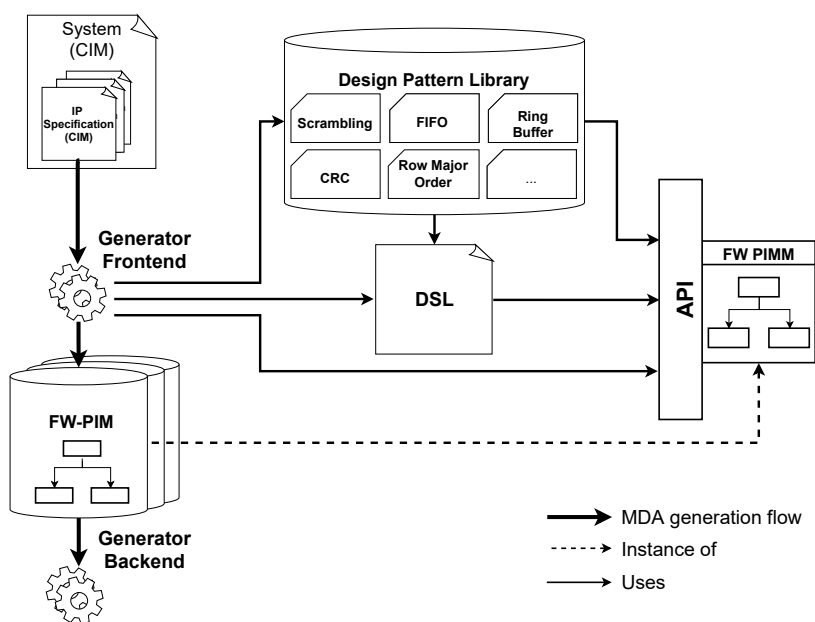 System
(CIM)
IP
Specification
(CIM)
Design Pattern Library
Scrambling
FIFO
Ring
Buffer
CRC
Row Major
Order
...
Generator
Frontend
DSL
API
FW PIMM
FW-PIM
Generator
Backend
MDA generation flow
Instance of
Uses